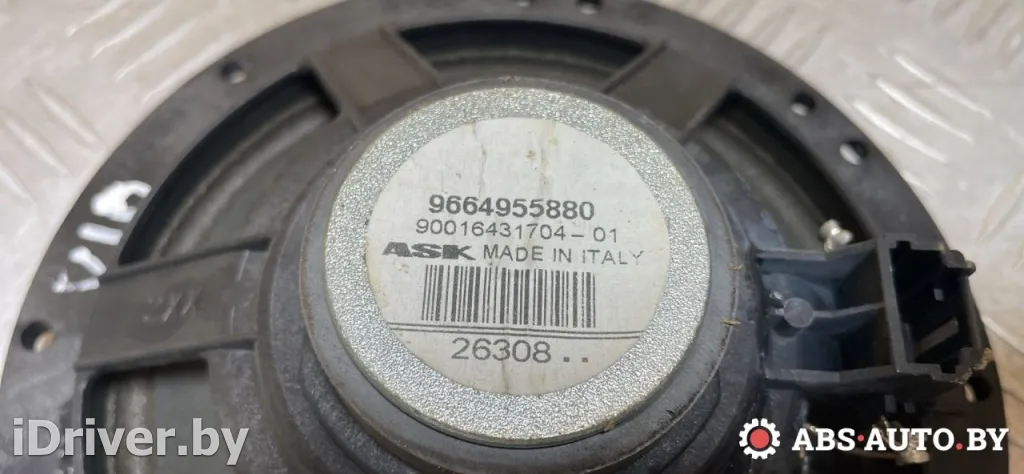 9664955880
90016431704-01
ASK MADE IN ITALY
26308 ..
iDriver.by
ABS-AUTO.BY